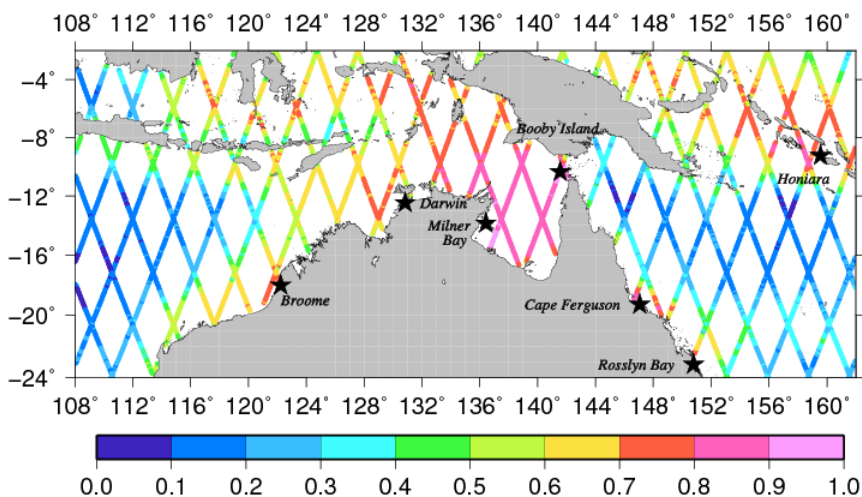 108° 112° 116° 120° 124° 128° 132° 136° 140° 144° 148° 152° 156° 160°
−4°
−8°
−12°
−16°
−20°
−24°
Booby Island
Honiara
Darwin
Milner
Bay
Broome
Cape Ferguson
Rosslyn Bay
108° 112° 116° 120° 124° 128° 132° 136° 140° 144° 148° 152° 156° 160°
0.0 0.1 0.2 0.3 0.4 0.5 0.6 0.7 0.8 0.9 1.0